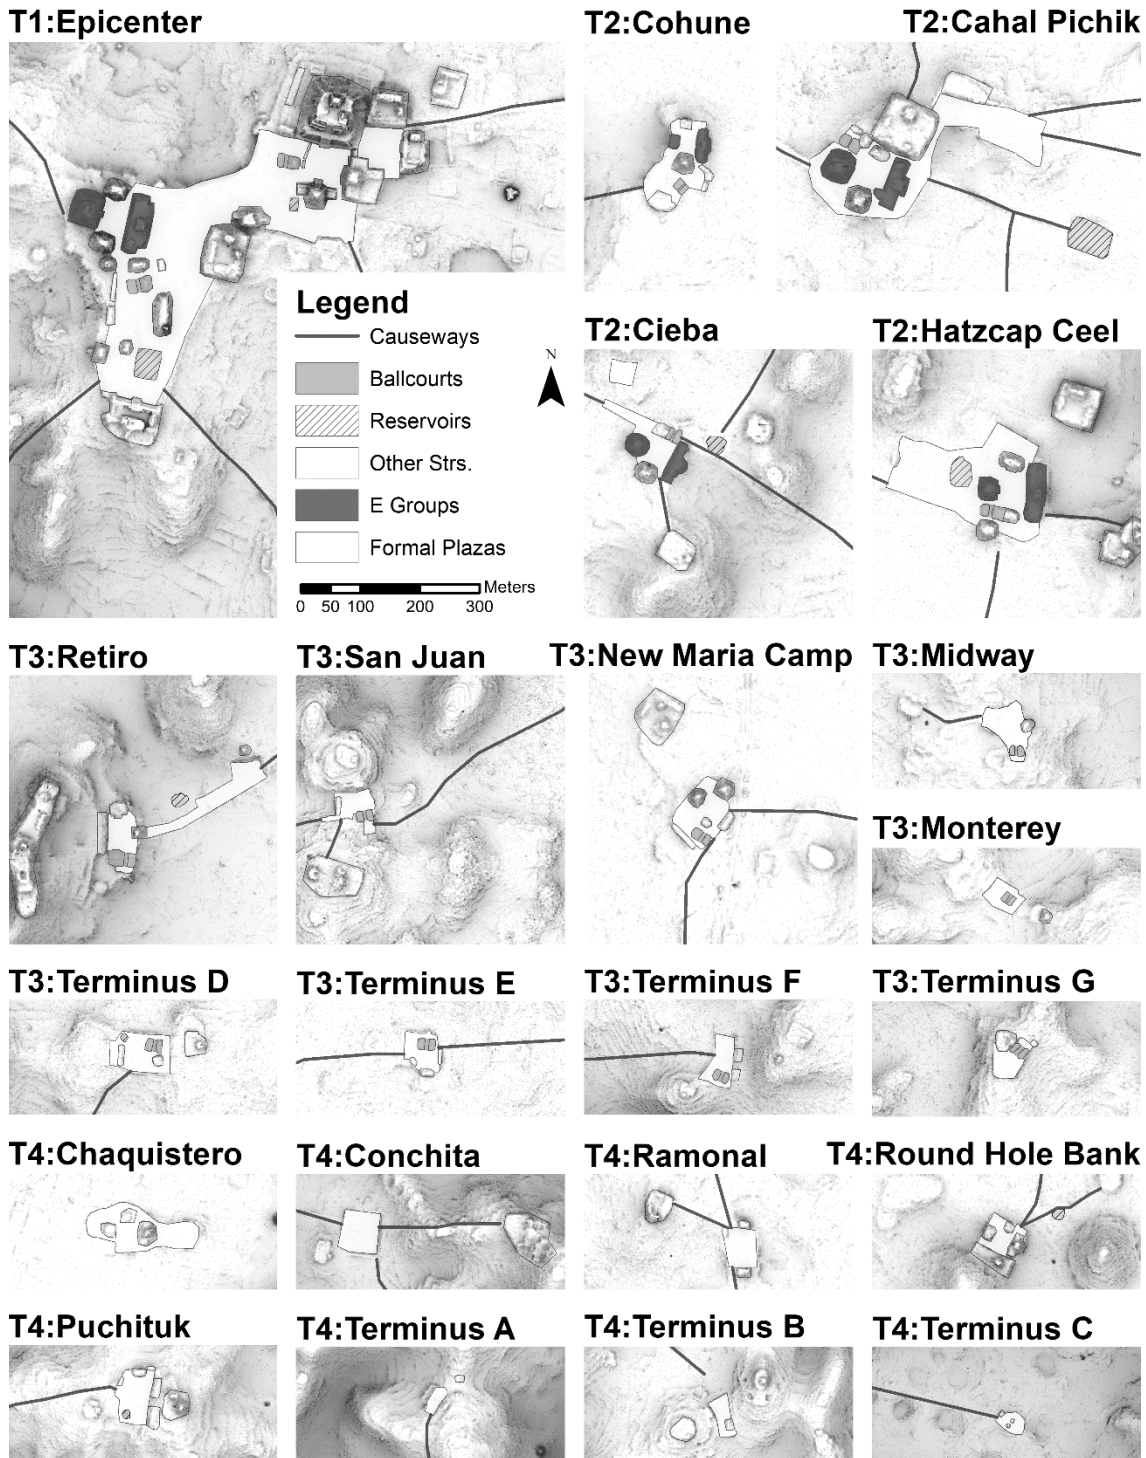 T1:Epicenter
T2:Cohune
T2:Cahal Pichik
Legend
Causeways
Ballcourts
Reservoirs
Other Strs.
E Groups
Formal Plazas
Meters
0 50 100 200 300
N
T2:Cieba
T2:Hatzcap Ceel
T3:Retiro
T3:San Juan
T3:New Maria Camp
T3:Midway
T3:Monterey
T3:Terminus D
T3:Terminus E
T3:Terminus F
T3:Terminus G
T4:Chaquistero
T4:Conchita
T4:Ramonal
T4:Round Hole Bank
T4:Puchituk
T4:Terminus A
T4:Terminus B
T4:Terminus C